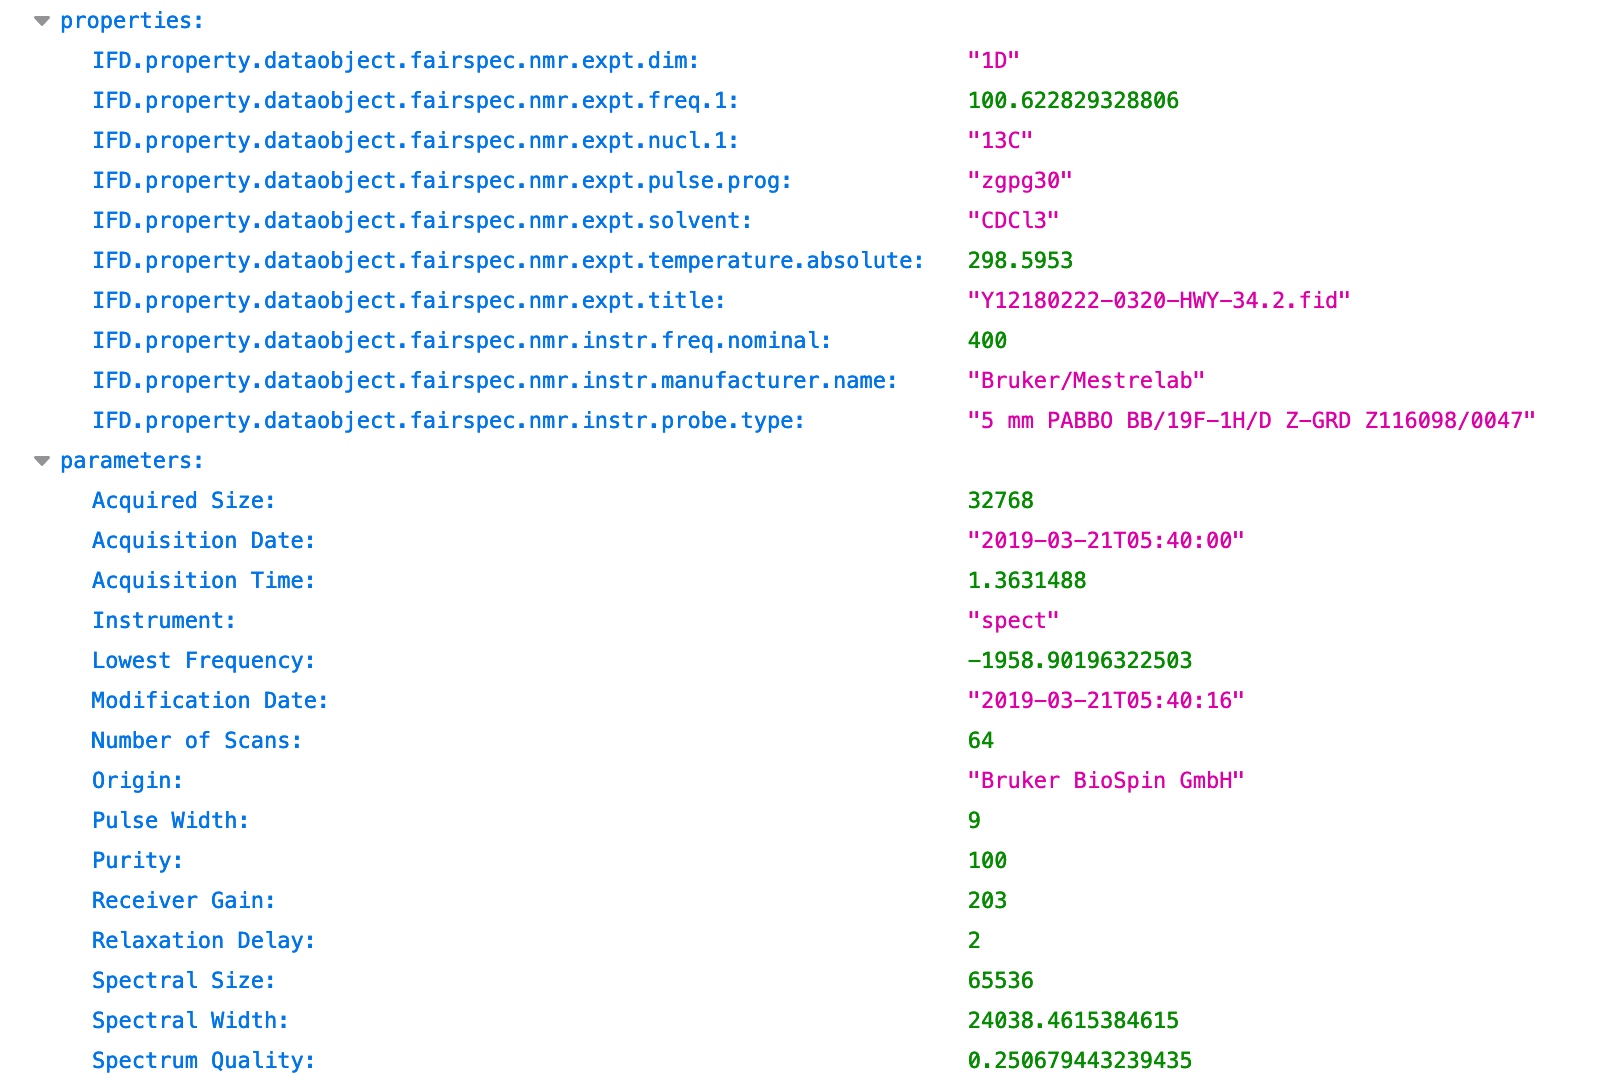 properties:
IFD.property.dataobject.fairspec.nmr.expt.dim: "1D"
IFD.property.dataobject.fairspec.nmr.expt.freq.1: 100.622829328806
IFD.property.dataobject.fairspec.nmr.expt.nucl.1: "13C"
IFD.property.dataobject.fairspec.nmr.expt.pulse.prog: "zgpg30"
IFD.property.dataobject.fairspec.nmr.expt.solvent: "CDCl3"
IFD.property.dataobject.fairspec.nmr.expt.temperature.absolute: 298.5953
IFD.property.dataobject.fairspec.nmr.expt.title: "Y12180222-0320-HWY-34.2.fid"
IFD.property.dataobject.fairspec.nmr.instr.freq.nominal: 400
IFD.property.dataobject.fairspec.nmr.instr.manufacturer.name: "Bruker/Mestrelab"
IFD.property.dataobject.fairspec.nmr.instr.probe.type: "5 mm PABBO BB/19F-1H/D Z-GRD Z116098/0047"
parameters:
Acquired Size: 32768
Acquisition Date: "2019-03-21T05:40:00"
Acquisition Time: 1.3631488
Instrument: "spect"
Lowest Frequency: -1958.90196322503
Modification Date: "2019-03-21T05:40:16"
Number of Scans: 64
Origin: "Bruker BioSpin GmbH"
Pulse Width: 9
Purity: 100
Receiver Gain: 203
Relaxation Delay: 2
Spectral Size: 65536
Spectral Width: 24038.4615384615
Spectrum Quality: 0.250679443239435